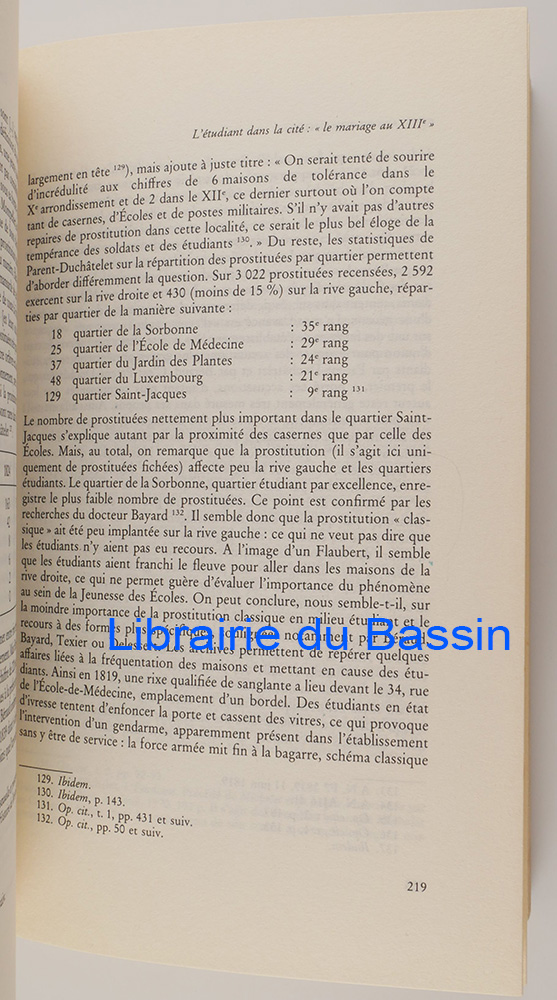 L'étudiant dans la cité : « le mariage au XIIIe »
largement en tête 129), mais ajoute à juste titre : « On serait tenté de sourire
d'incrédulité aux chiffres de 6 maisons de tolérance dans le
Xe arrondissement et de 2 dans le XIIe, ce dernier surtout où l'on compte
tant de casernes, d'Écoles et de postes militaires. S'il n'y avait pas d'autres
repaires de prostitution dans cette localité, ce serait le plus bel éloge de la
tempérance des soldats et des étudiants 130. » Du reste, les statistiques de
Parent-Duchâtelet sur la répartition des prostituées par quartier permettent
d'aborder différemment la question. Sur 3 022 prostituées recensées, 2 592
exercent sur la rive droite et 430 (moins de 15 %) sur la rive gauche, répar-
ties par quartier de la manière suivante :
18 quartier de la Sorbonne : 35e rang
25 quartier de l'École de Médecine : 29e rang
37 quartier du Jardin des Plantes : 24e rang
48 quartier du Luxembourg : 21e rang
129 quartier Saint-Jacques : 9e rang 131
Le nombre de prostituées nettement plus important dans le quartier Saint-
Jacques s'explique autant par la proximité des casernes que par celle des
Écoles. Mais, au total, on remarque que la prostitution (il s'agit ici uni-
quement de prostituées fichées) affecte peu la rive gauche et les quartiers
étudiants. Le quartier de la Sorbonne, quartier étudiant par excellence, enre-
gistre le plus faible nombre de prostituées. Ce point est confirmé par les
recherches du docteur Bayard 132. Il semble donc que la prostitution « clas-
sique » ait été peu implantée sur la rive gauche : ce qui ne veut pas dire que
les étudiants n'y aient pas eu recours. A l'image d'un Flaubert, il semble
que les étudiants aient franchi le fleuve pour aller dans les maisons de la
rive droite, ce qui ne permet guère d'évaluer l'importance du phénomène
au sein de la Jeunesse des Écoles. On peut conclure, nous semble-t-il, sur
la moindre importance de la prostitution classique en milieu étudiant et le
recours à des formes plus notamment par
Librairie du Bassin
Bayard, Texier ou Les archives permettent de repérer quelques
affaires liées à la fréquentation des maisons et mettant en cause des étu-
diants. Ainsi en 1819, une rixe qualifiée de sanglante a lieu devant le 34, rue
de l'École-de-Médecine, emplacement d'un bordel. Des étudiants en état
d'ivresse tentent d'enfoncer la porte et cassent des vitres, ce qui provoque
l'intervention d'un gendarme, apparemment présent dans l'établissement
sans y être de service : la force armée mit fin à la bagarre, schéma classique
129. Ibidem.
130. Ibidem, p. 143.
131. Op. cit., t. 1, pp. 431 et suiv.
132. Op. cit., pp. 50 et suiv.
219